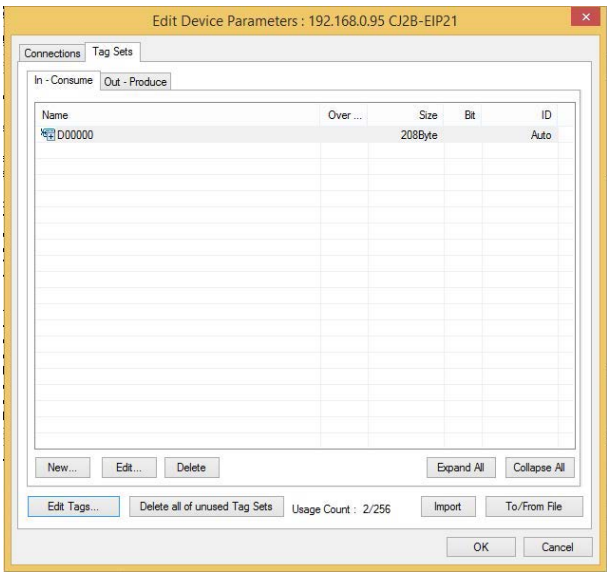 Edit Device Parameters : 192.168.0.95 CJ2B-EIP21
Connections Tag Sets
In - Consume Out - Produce
Name Over ... Size Bit ID
D00000 208Byte Auto
New... Edit... Delete Expand All Collapse All
Edit Tags... Delete all of unused Tag Sets Usage Count : 2/256 Import To/From File
OK Cancel